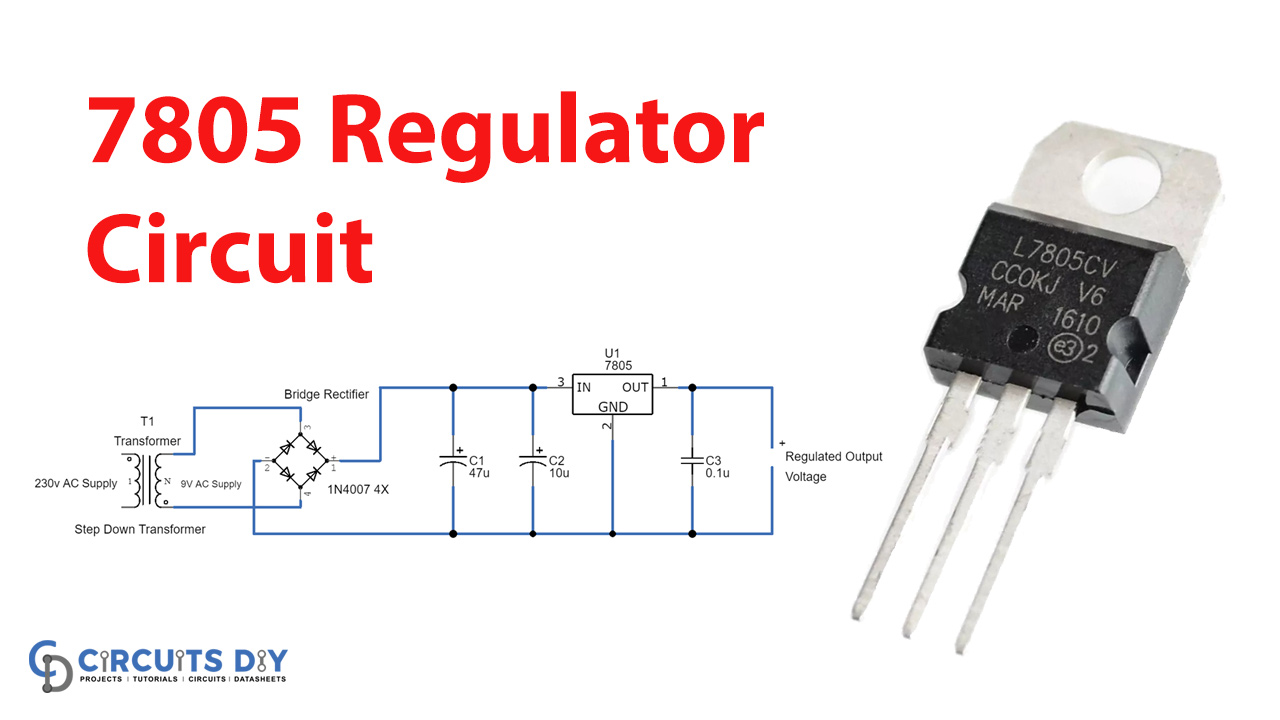 7805 Regulator
Circuit
L7805CV
CCOKJ V6
MAR 1610
e3 2
U1
7805
3 IN OUT 1
GND
2
Bridge Rectifier
T1
Transformer
230v AC Supply
1 N
9V AC Supply
Step Down Transformer
3
- 2
+ 1
4
1N4007 4X
+
C1
47u
+
C2
10u
C3
0.1u
+
Regulated Output
Voltage
CIRCUITS DIY
PROJECTS | TUTORIALS | CIRCUITS | DATASHEETS